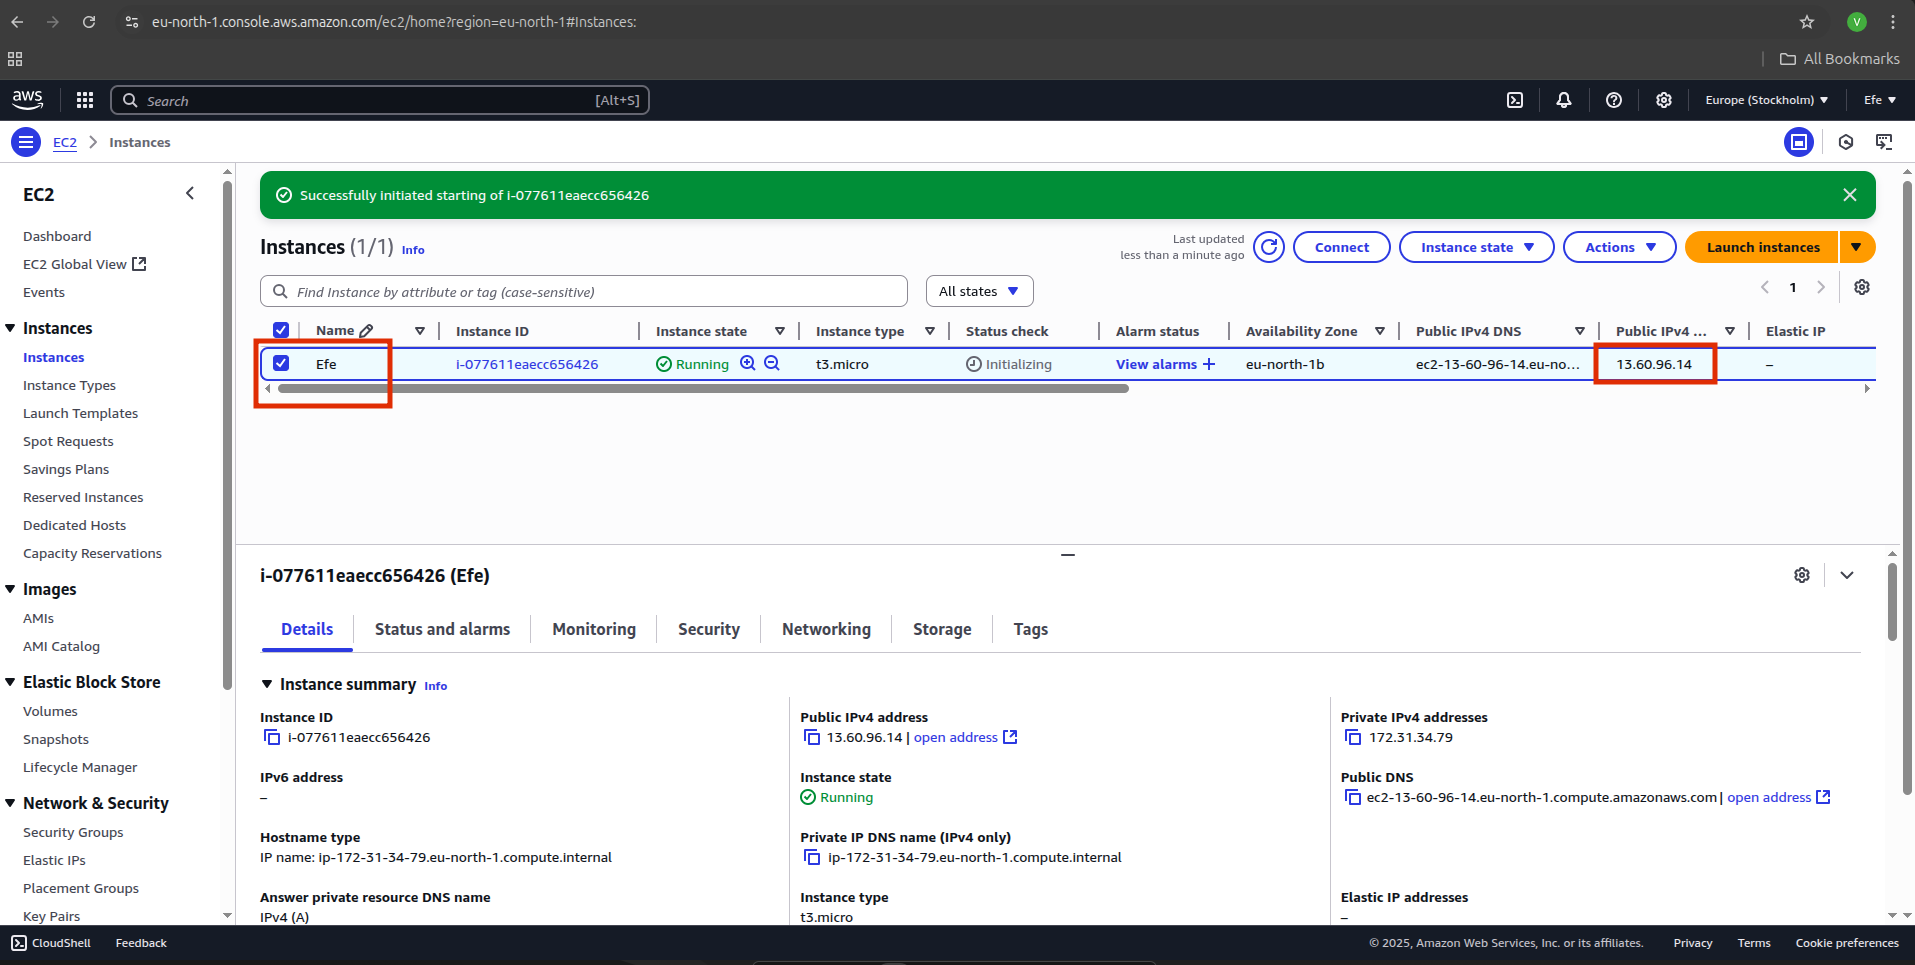 eu-north-1.console.aws.amazon.com/ec2/home?region=eu-north-1#Instances:
V
All Bookmarks
aws
Search [Alt+S]
Europe (Stockholm)
Efe
EC2 Instances
EC2
Dashboard
EC2 Global View
Events
Instances
Instances
Instance Types
Launch Templates
Spot Requests
Savings Plans
Reserved Instances
Dedicated Hosts
Capacity Reservations
Images
AMIs
AMI Catalog
Elastic Block Store
Volumes
Snapshots
Lifecycle Manager
Network & Security
Security Groups
Elastic IPs
Placement Groups
Key Pairs
Successfully initiated starting of i-077611eaecc656426
Instances (1/1) Info
Last updated
less than a minute ago
Connect
Instance state
Actions
Launch instances
Find Instance by attribute or tag (case-sensitive)
All states
1
Name Instance ID Instance state Instance type Status check Alarm status Availability Zone Public IPv4 DNS Public IPv4 ... Elastic IP
Efe i-077611eaecc656426 Running t3.micro Initializing View alarms + eu-north-1b ec2-13-60-96-14.eu-no... 13.60.96.14 –
i-077611eaecc656426 (Efe)
Details Status and alarms Monitoring Security Networking Storage Tags
Instance summary Info
Instance ID
i-077611eaecc656426
Public IPv4 address
13.60.96.14 | open address
Private IPv4 addresses
172.31.34.79
IPv6 address
–
Instance state
Running
Public DNS
ec2-13-60-96-14.eu-north-1.compute.amazonaws.com | open address
Hostname type
IP name: ip-172-31-34-79.eu-north-1.compute.internal
Private IP DNS name (IPv4 only)
ip-172-31-34-79.eu-north-1.compute.internal
Answer private resource DNS name
IPv4 (A)
Instance type
t3.micro
Elastic IP addresses
–
CloudShell Feedback
© 2025, Amazon Web Services, Inc. or its affiliates. Privacy Terms Cookie preferences